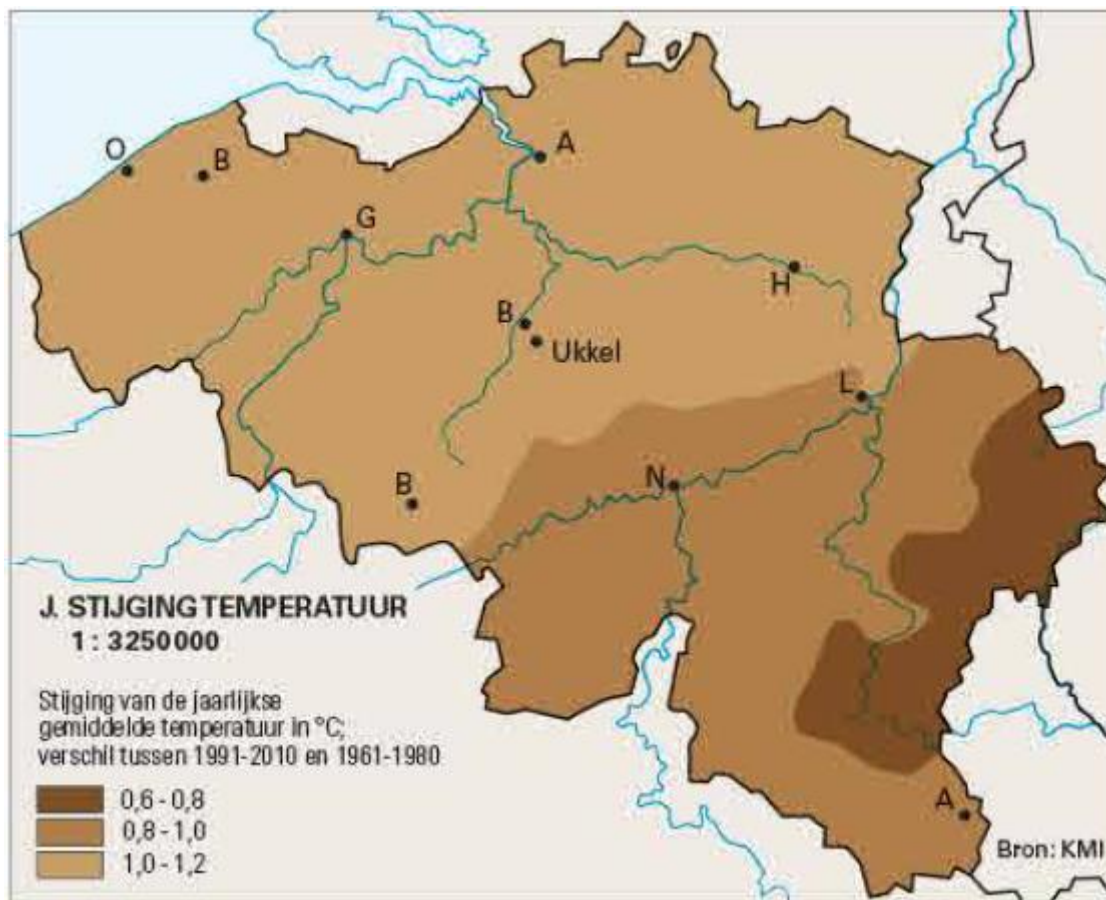 O
B
A
G
H
B
Ukkel
L
N
B
J. STIJGING TEMPERATUUR
1 : 3250000
Stijging van de jaarlijkse
gemiddelde temperatuur in °C;
verschil tussen 1991-2010 en 1961-1980
0,6 - 0,8
0,8 - 1,0
1,0 - 1,2
A
Bron: KMI